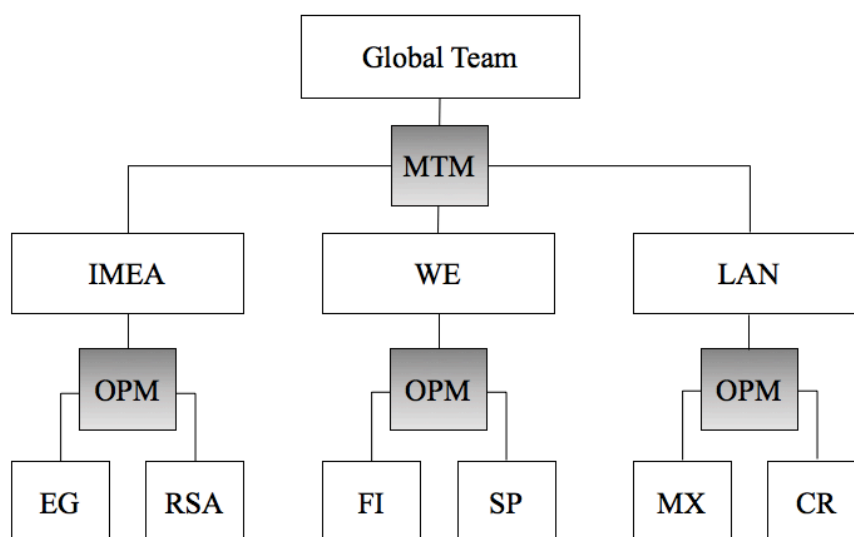 Global Team
MTM
IMEA
WE
LAN
OPM
OPM
OPM
EG
RSA
FI
SP
MX
CR